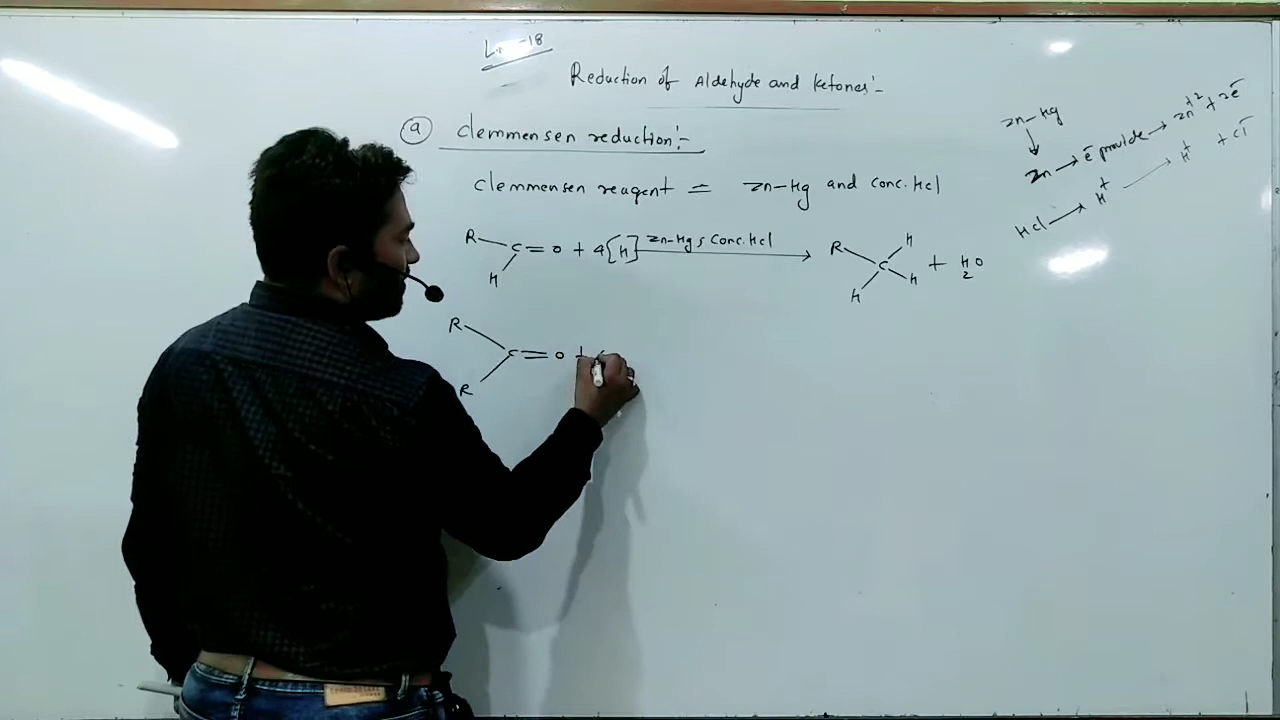 18
Reduction of Aldehyde and Ketones:-
a clemmensen reduction:-
clemmensen reagent = Zn-Hg and conc. Hcl
R C = O + 4[H] Zn-Hg, Conc. Hcl R C H + H2O
H H H
R
C = O +
R
Zn-Hg
Zn → e⁻ provide → Zn+2 + 2e⁻
Hcl → H+ → H+ + cl⁻